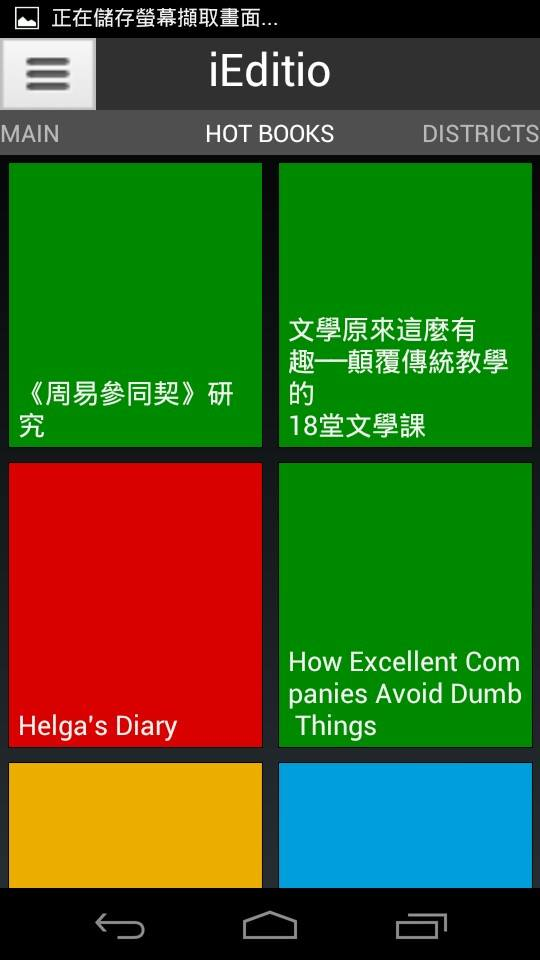 正在儲存螢幕擷取畫面...
iEditio
MAIN
HOT BOOKS
DISTRICTS
《周易參同契》研
究
文學原來這麼有
趣──顛覆傳統教學
的
18堂文學課
Helga's Diary
How Excellent Com
panies Avoid Dumb
Things